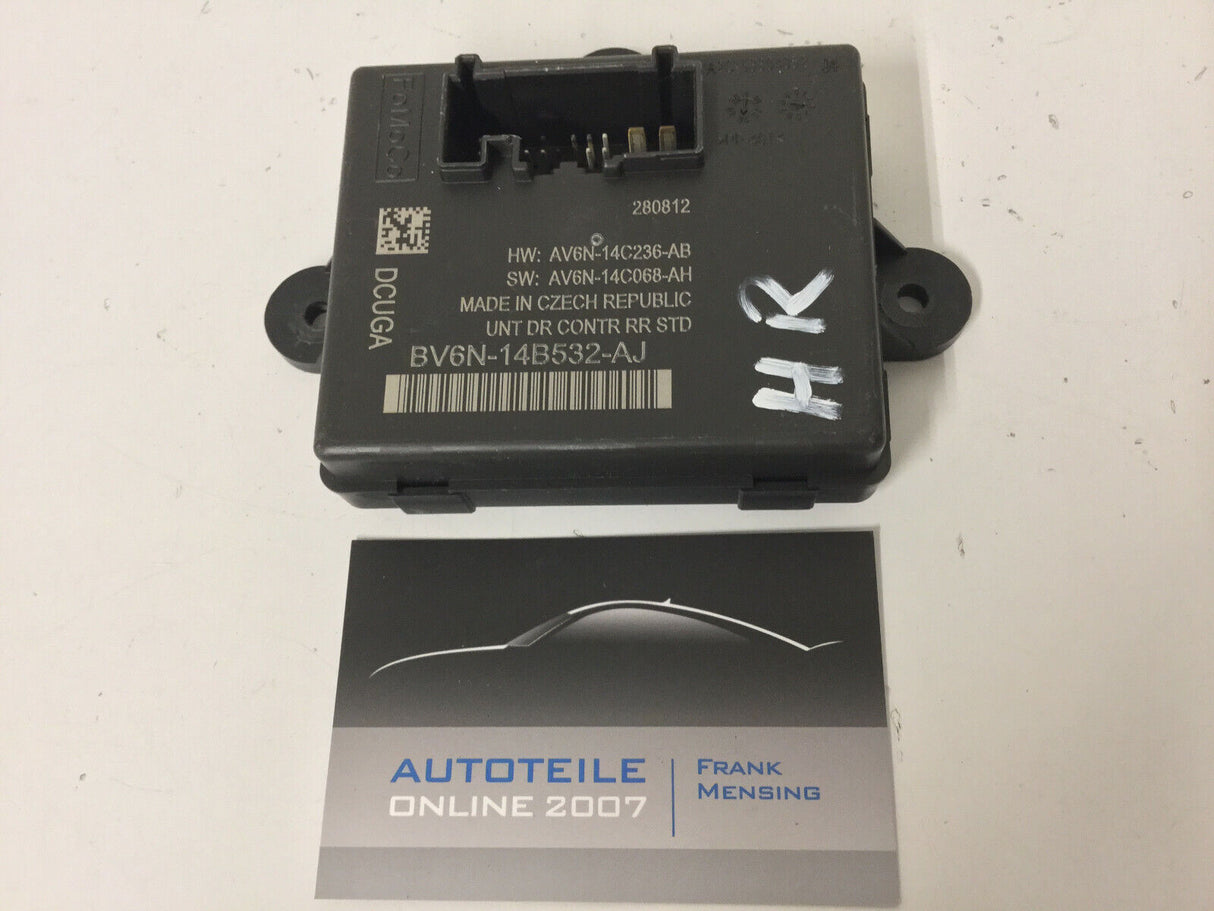 FoMoCo
280812
HW: AV6N-14C236-AB
SW: AV6N-14C068-AH
MADE IN CZECH REPUBLIC
UNT DR CONTR RR STD
BV6N-14B532-AJ
DCUGA
HR
AUTOTEILE
ONLINE 2007
FRANK
MENSING